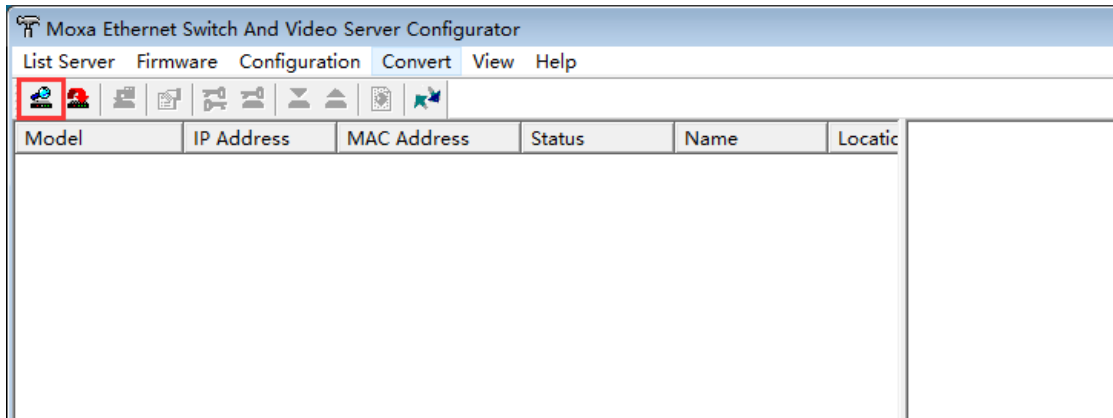 Moxa Ethernet Switch And Video Server Configurator
List Server Firmware Configuration Convert View Help
Model IP Address MAC Address Status Name Locatic